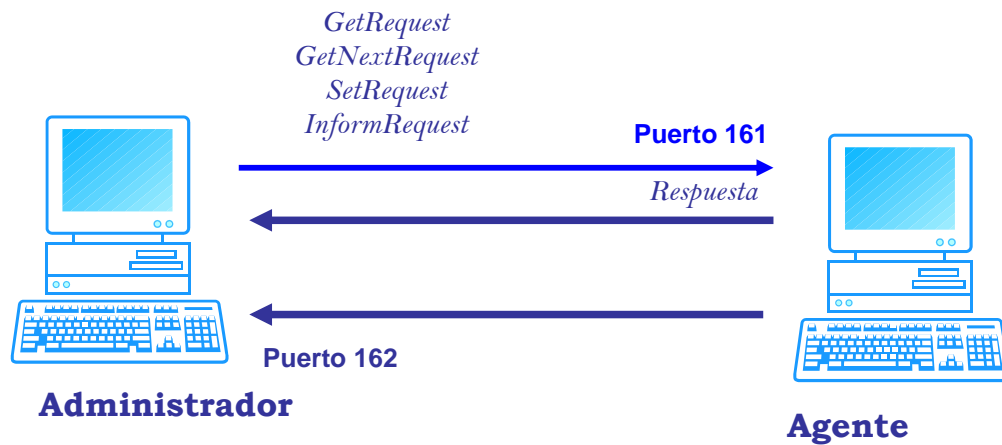 GetRequest
GetNextRequest
SetRequest
InformRequest
Puerto 161
Respuesta
Puerto 162
Administrador
Agente